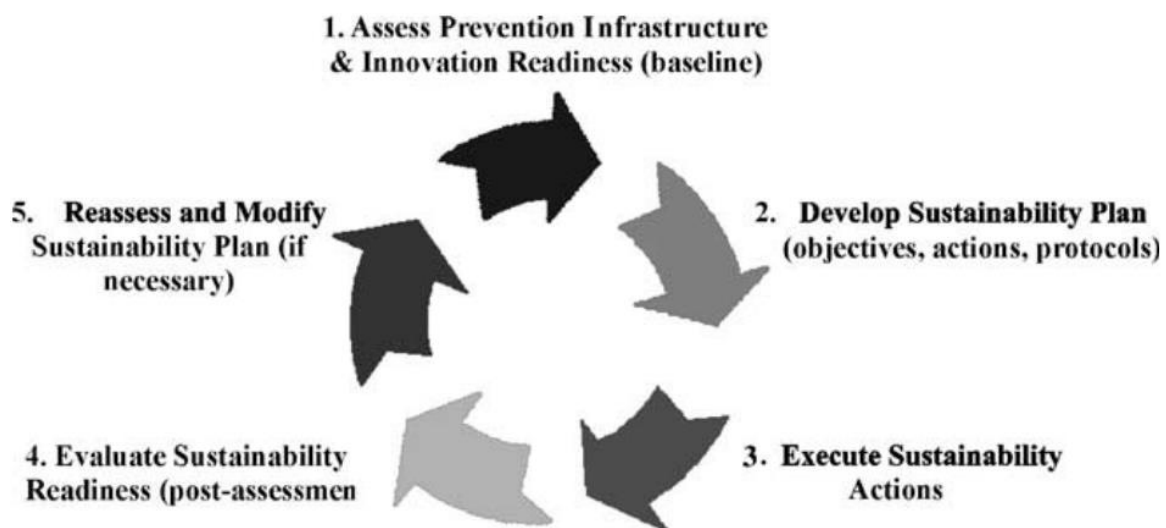 1. Assess Prevention Infrastructure
& Innovation Readiness (baseline)
2. Develop Sustainability Plan
(objectives, actions, protocols)
3. Execute Sustainability
Actions
4. Evaluate Sustainability
Readiness (post-assessmen
5. Reassess and Modify
Sustainability Plan (if
necessary)